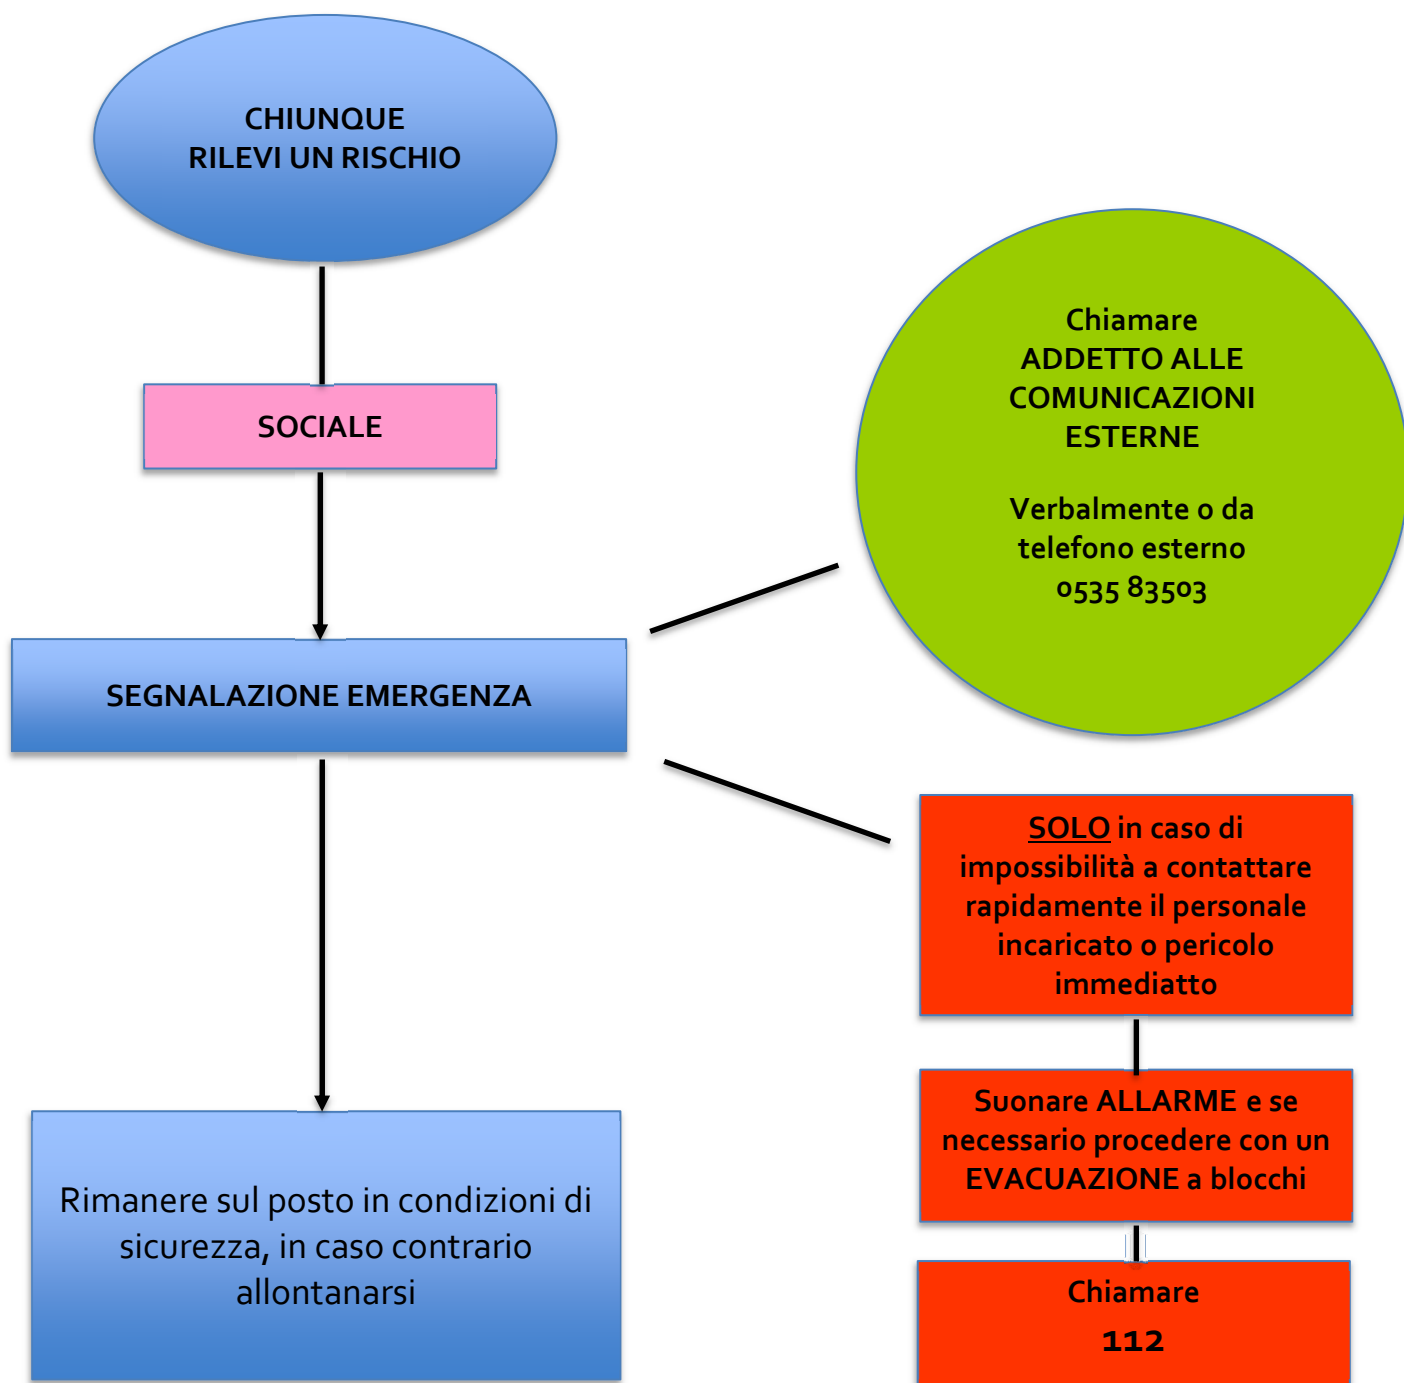 CHIUNQUE
RILEVI UN RISCHIO
SOCIALE
SEGNALAZIONE EMERGENZA
Rimanere sul posto in condizioni di
sicurezza, in caso contrario
allontanarsi
Chiamare
ADDETTO ALLE
COMUNICAZIONI
ESTERNE
Verbalmente o da
telefono esterno
0535 83503
SOLO in caso di
impossibilità a contattare
rapidamente il personale
incaricato o pericolo
immediatto
Suonare ALLARME e se
necessario procedere con un
EVACUAZIONE a blocchi
Chiamare
112